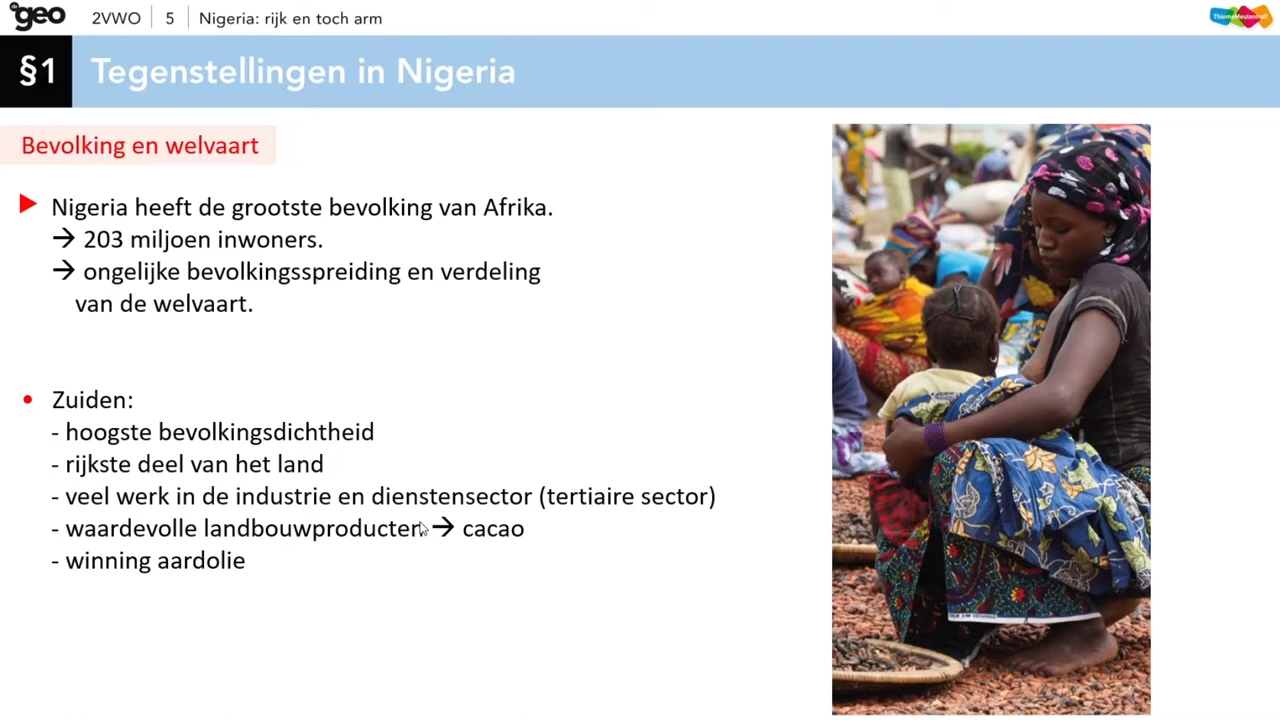 geo
2VWO | 5 | Nigeria: rijk en toch arm
ThiemeMeulenhoff
§1 Tegenstellingen in Nigeria
Bevolking en welvaart
Nigeria heeft de grootste bevolking van Afrika.
→ 203 miljoen inwoners.
→ ongelijke bevolkingsspreiding en verdeling
van de welvaart.
• Zuiden:
- hoogste bevolkingsdichtheid
- rijkste deel van het land
- veel werk in de industrie en dienstensector (tertiaire sector)
- waardevolle landbouwproducten → cacao
- winning aardolie